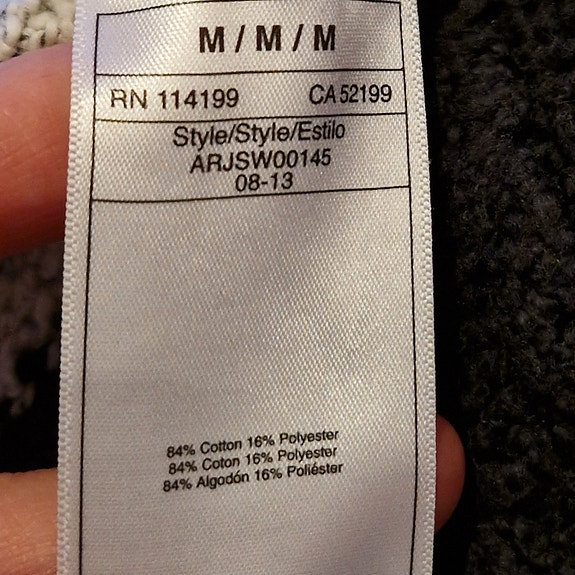 M / M / M
RN 114199 CA 52199
Style/Style/Estilo
ARJSW00145
08-13
84% Cotton 16% Polyester
84% Coton 16% Polyester
84% Algodón 16% Poliéster